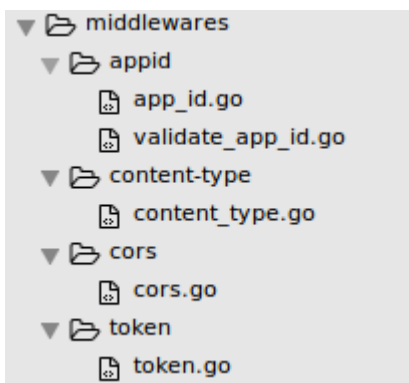 middlewares
appid
app_id.go
validate_app_id.go
content-type
content_type.go
cors
cors.go
token
token.go